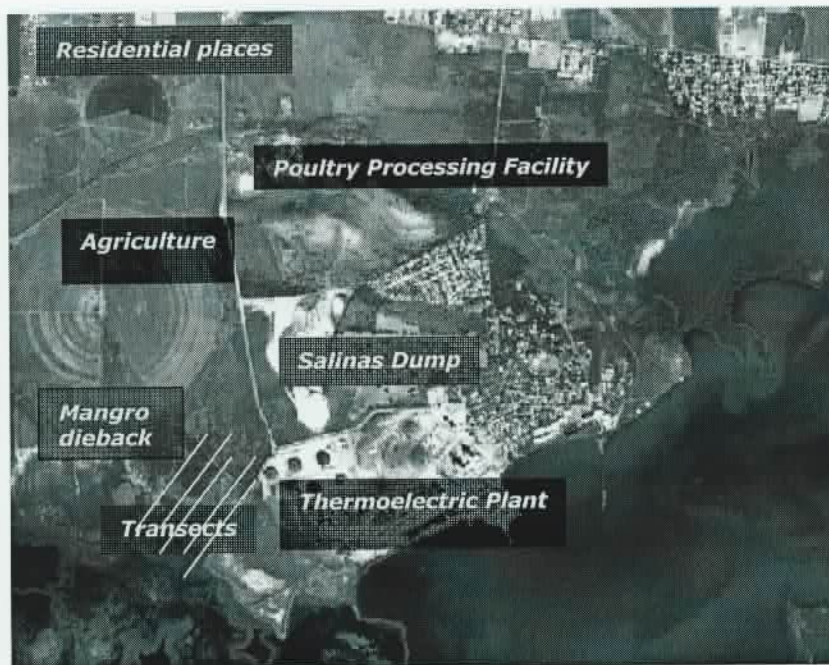 Residential places
Poultry Processing Facility
Agriculture
Salinas Dump
Mangro
dieback
Thermoelectric Plant
Transects